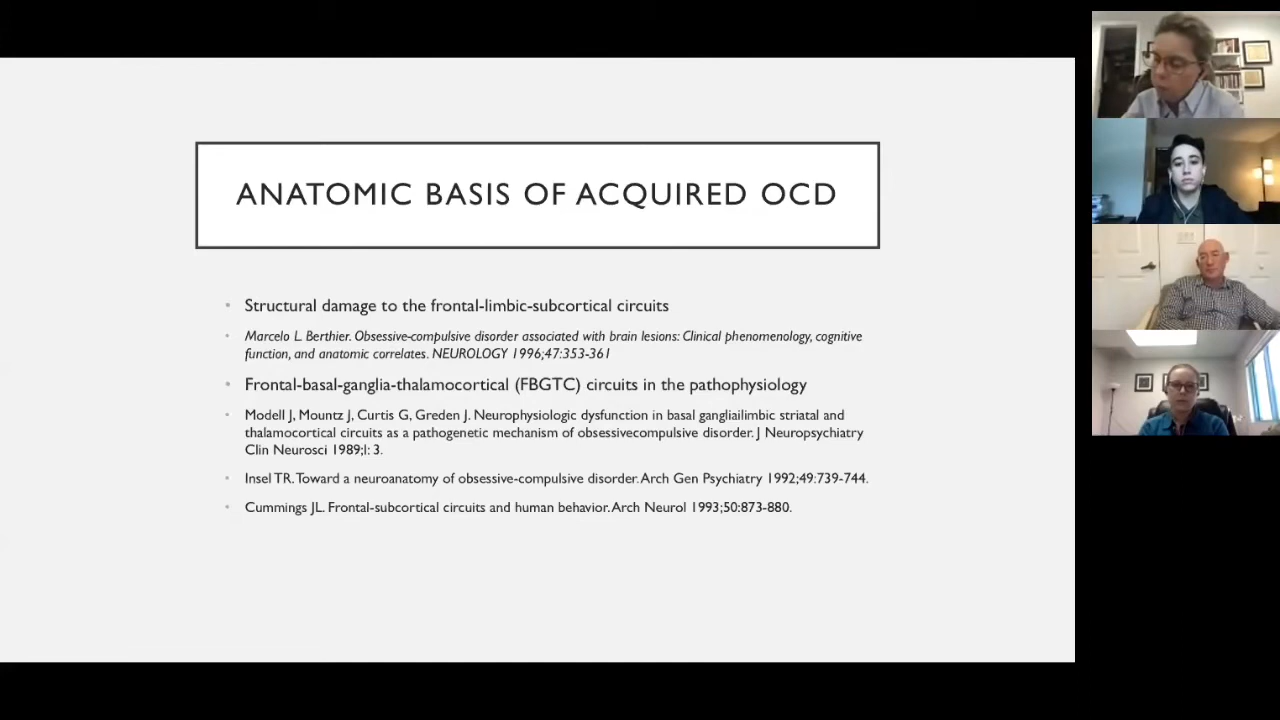 ANATOMIC BASIS OF ACQUIRED OCD
• Structural damage to the frontal-limbic-subcortical circuits
• Marcelo L. Berthier. Obsessive-compulsive disorder associated with brain lesions: Clinical phenomenology, cognitive
function, and anatomic correlates. NEUROLOGY 1996;47:353-361
• Frontal-basal-ganglia-thalamocortical (FBGTC) circuits in the pathophysiology
• Modell J, Mountz J, Curtis G, Greden J. Neurophysiologic dysfunction in basal gangliailimbic striatal and
thalamocortical circuits as a pathogenetic mechanism of obsessivecompulsive disorder. J Neuropsychiatry
Clin Neurosci 1989;l: 3.
• Insel TR. Toward a neuroanatomy of obsessive-compulsive disorder. Arch Gen Psychiatry 1992;49:739-744.
• Cummings JL. Frontal-subcortical circuits and human behavior. Arch Neurol 1993;50:873-880.